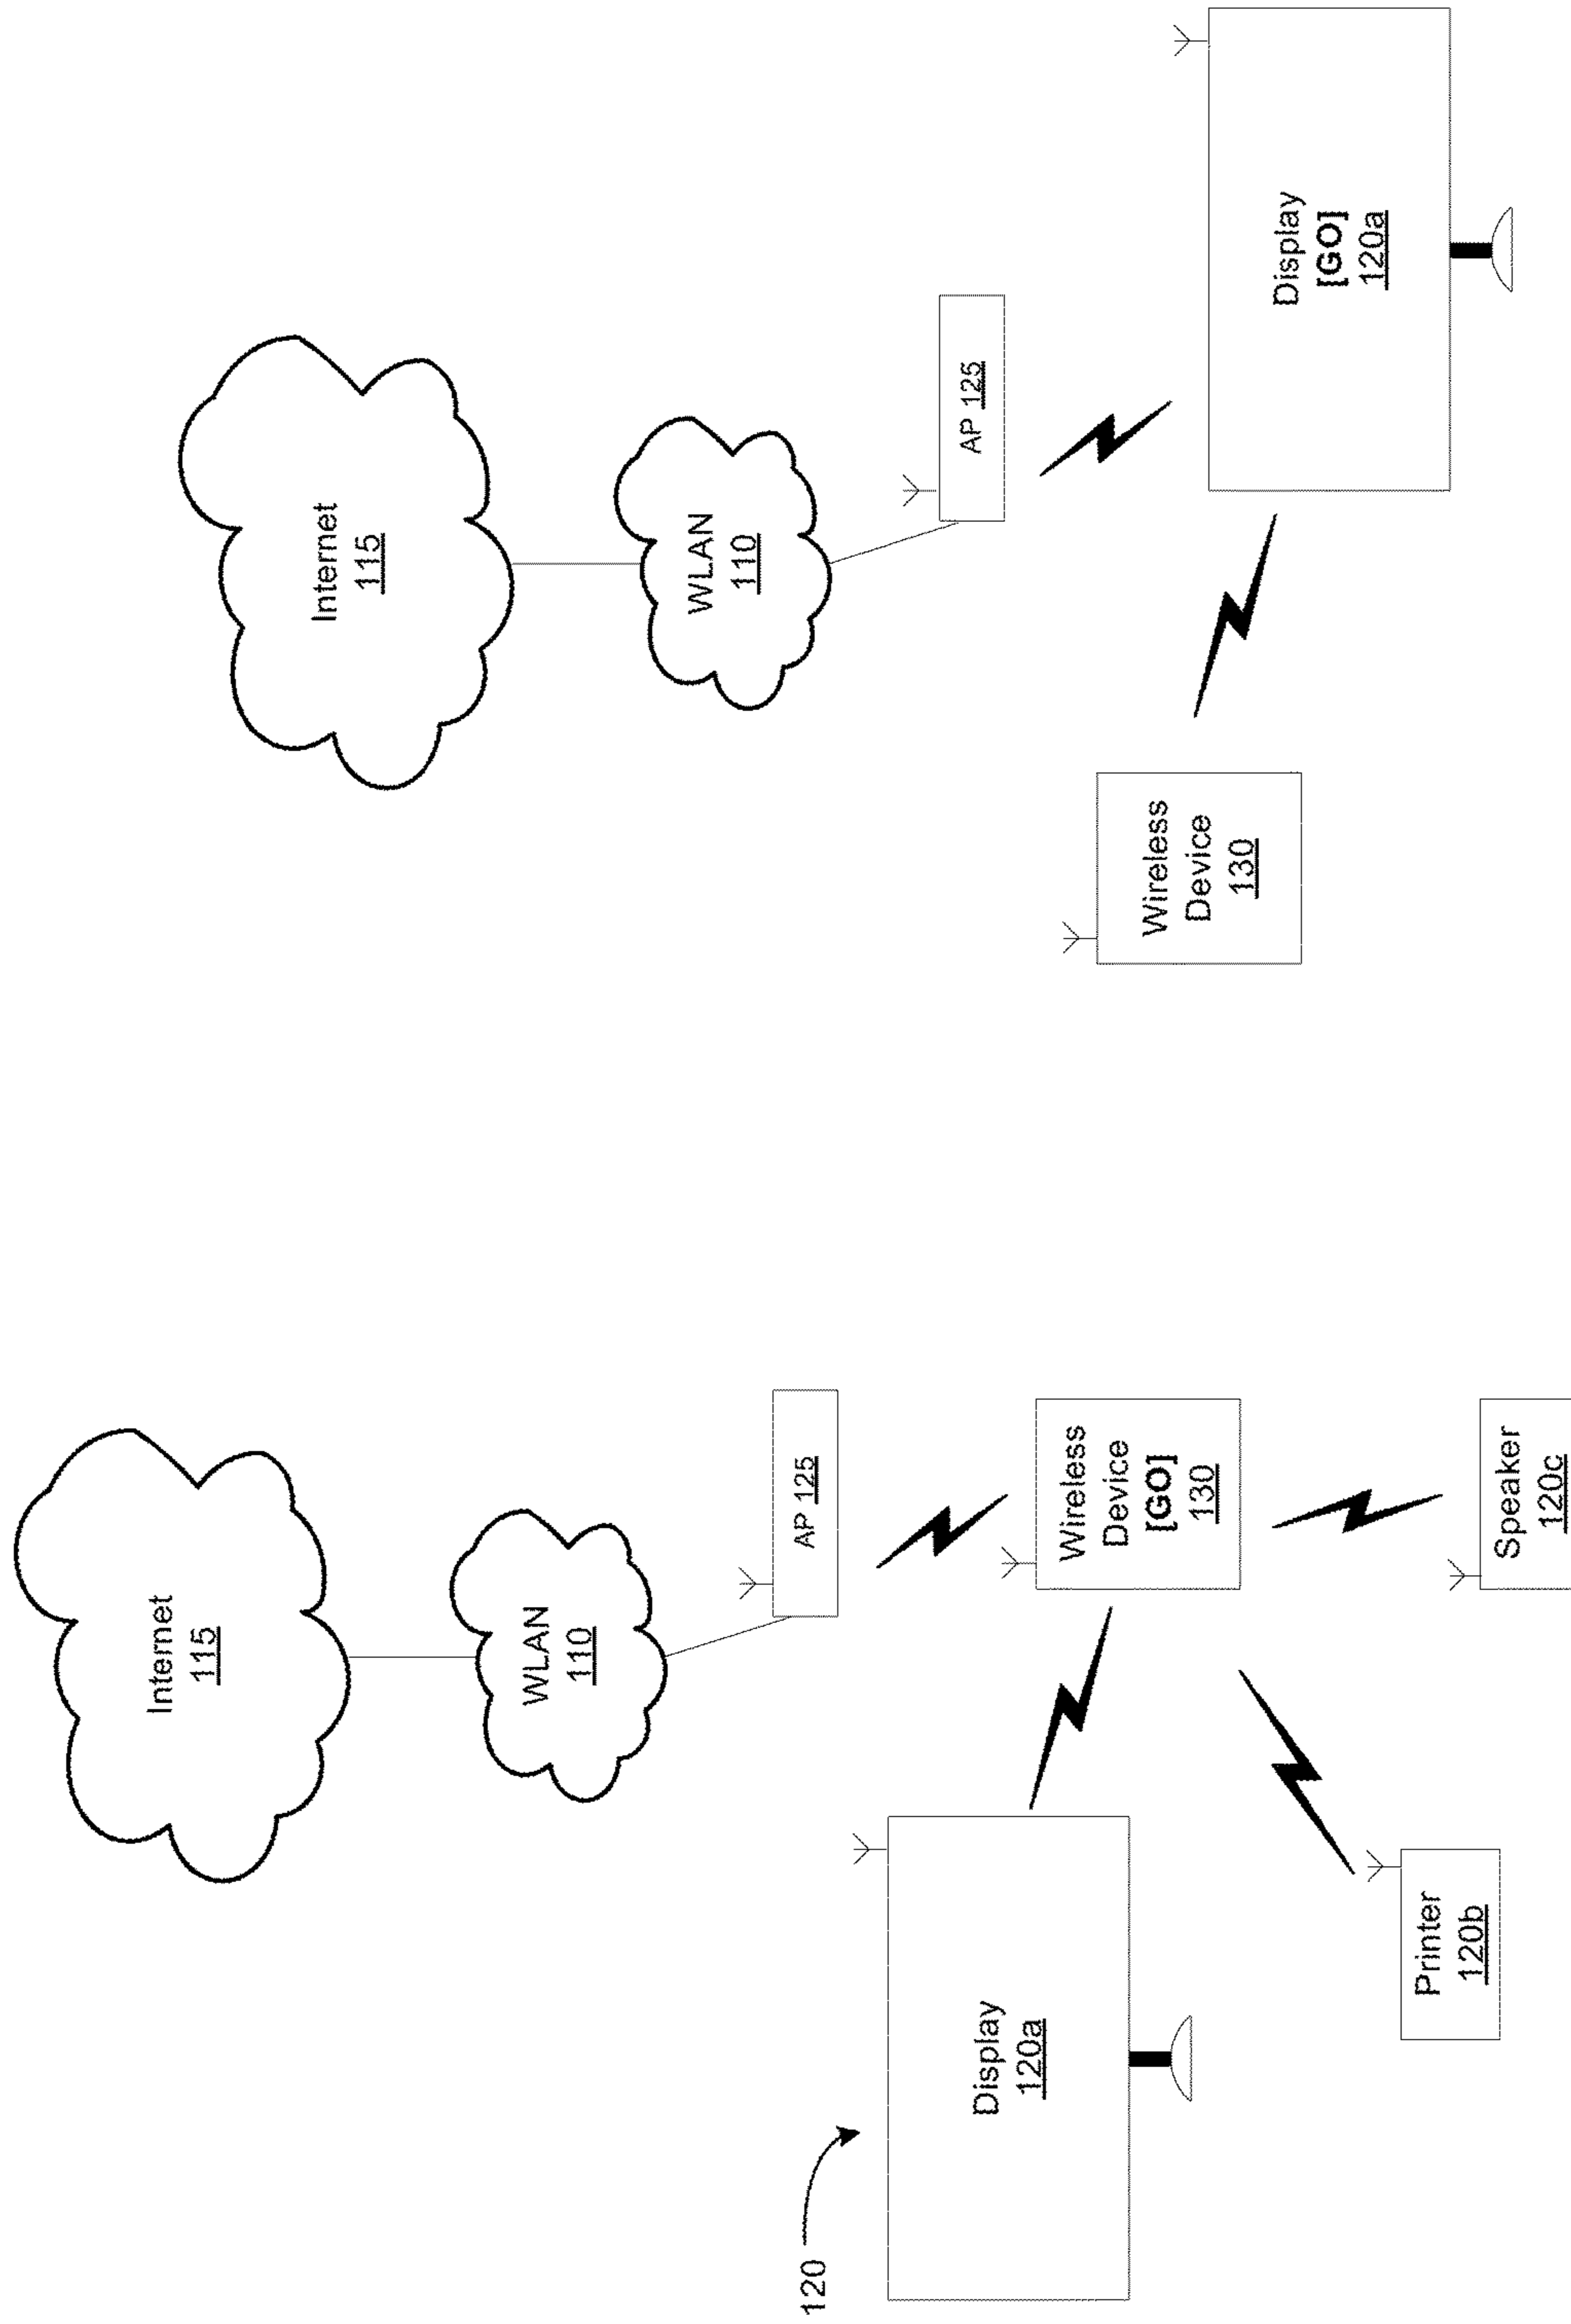 Internet
115
WLAN
110
AP 125
Wireless
Device
[GO]
130
120
Display
120a
Printer
120b
Speaker
120c
Internet
115
WLAN
110
AP 125
Wireless
Device
130
Display
[GO]
120a